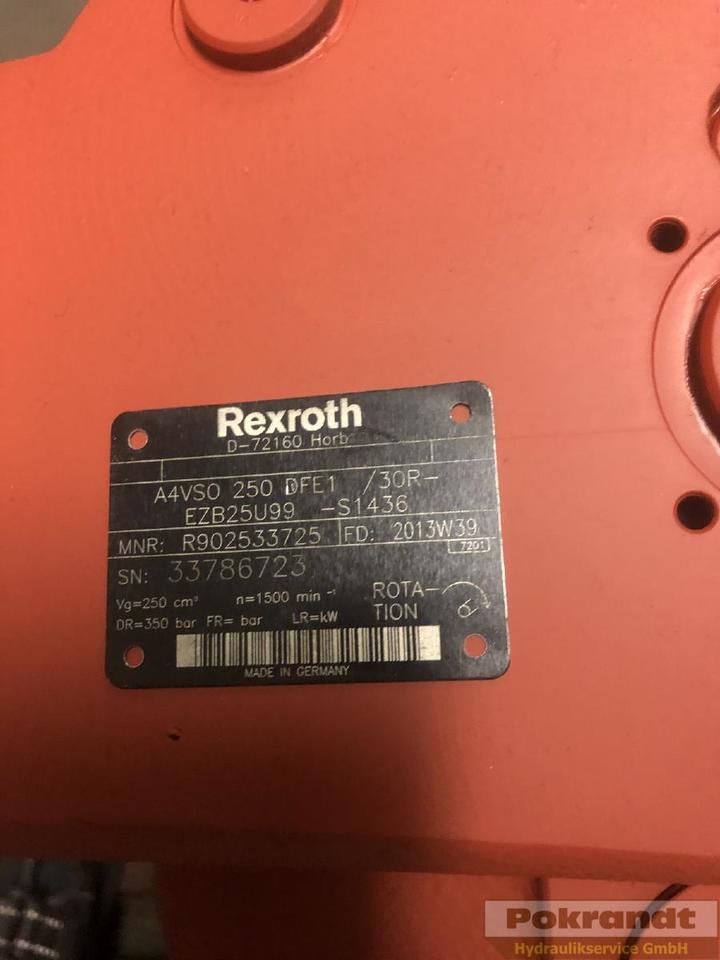 Rexroth
D-72160 Horb
A4VSO 250 DFE1 /30R-
EZB25U99 -S1436
MNR: R902533725 FD: 2013W39
7201
SN: 33786723
Vg=250 cm³ n=1500 min⁻¹ ROTA-
TION
DR=350 bar FR= bar LR=kW
MADE IN GERMANY
Pokrandt
Hydraulikservice GmbH